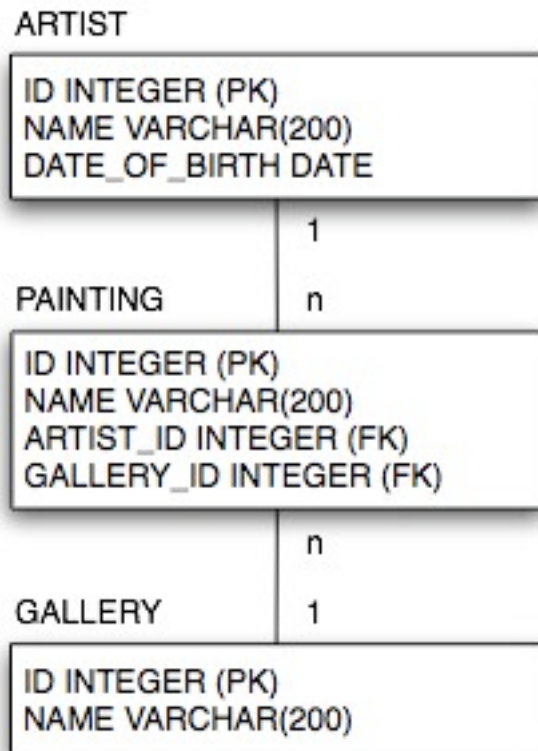 ARTIST
ID INTEGER (PK)
NAME VARCHAR(200)
DATE_OF_BIRTH DATE
1
PAINTING n
ID INTEGER (PK)
NAME VARCHAR(200)
ARTIST_ID INTEGER (FK)
GALLERY_ID INTEGER (FK)
n
GALLERY 1
ID INTEGER (PK)
NAME VARCHAR(200)